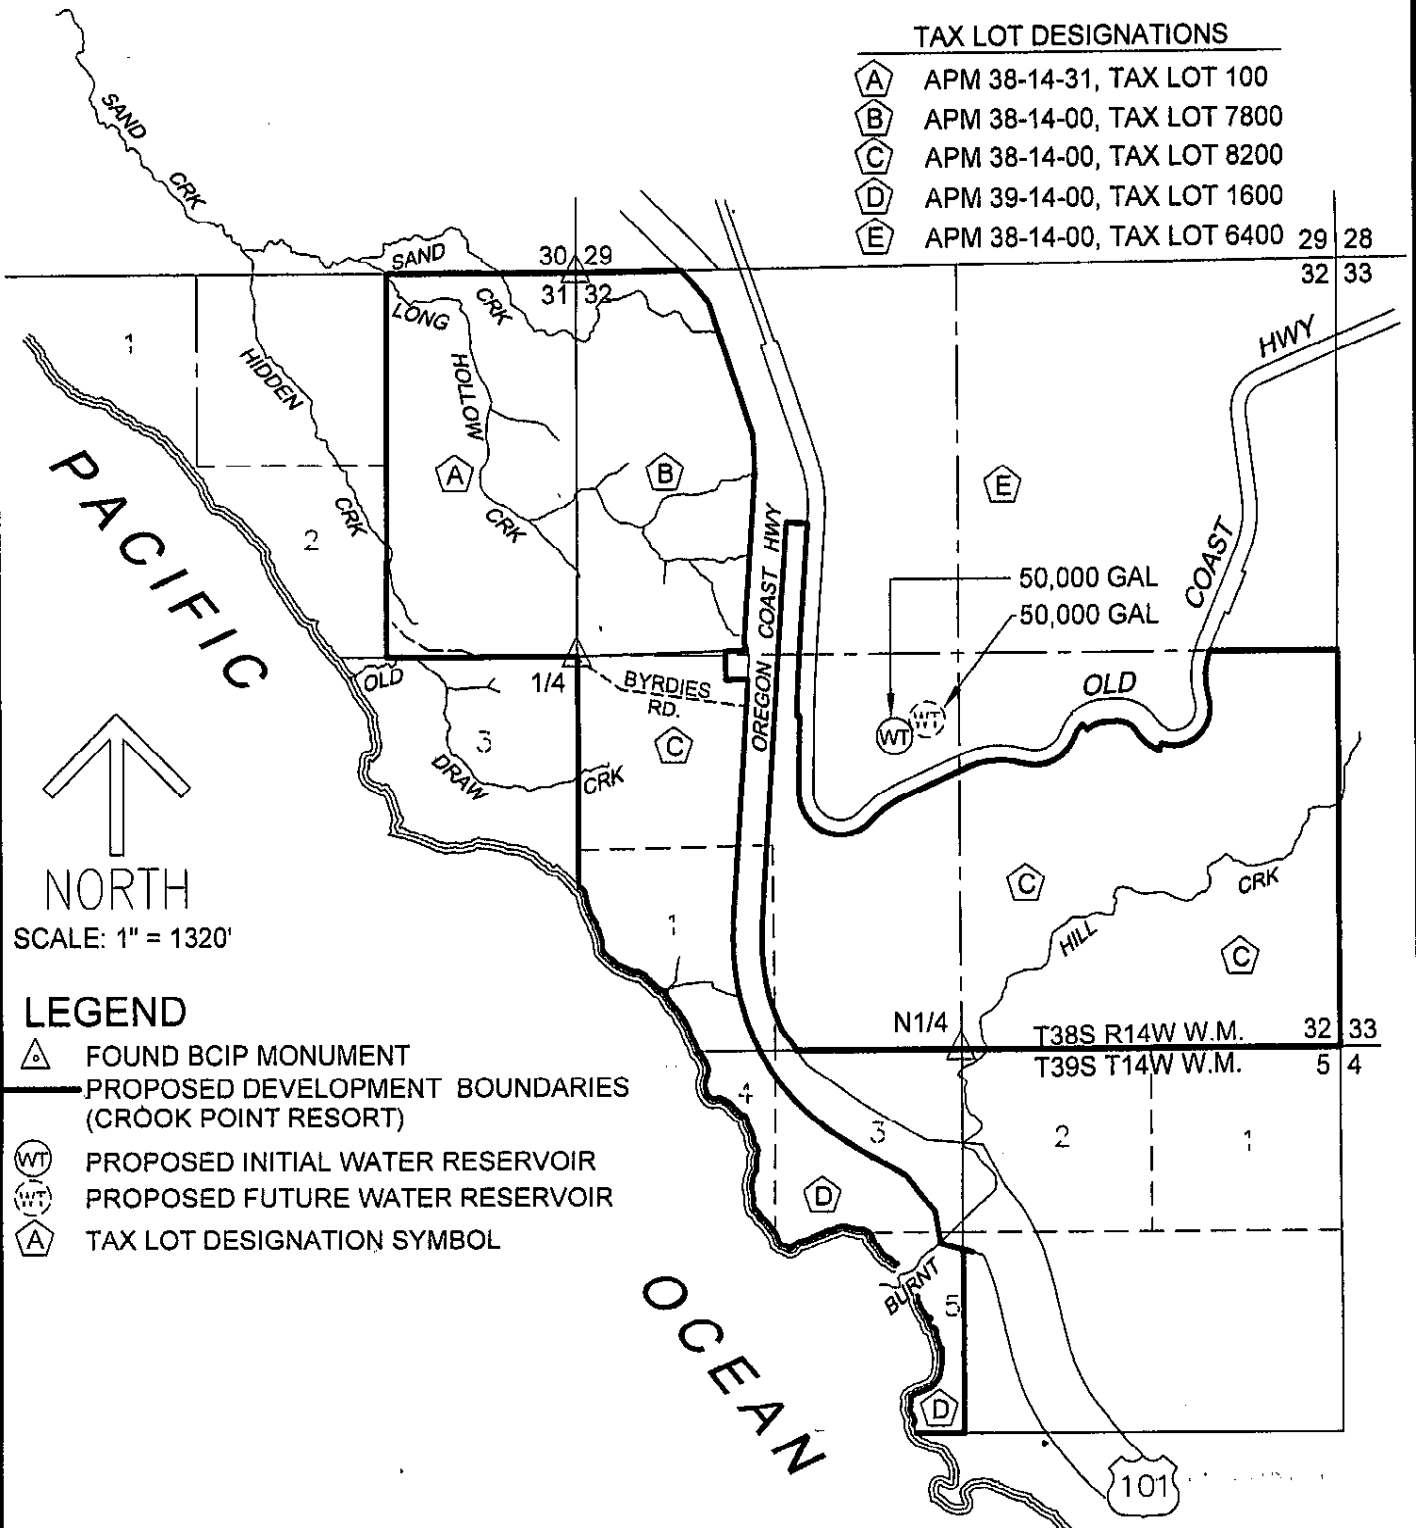 TAX LOT DESIGNATIONS
A APM 38-14-31, TAX LOT 100
B APM 38-14-00, TAX LOT 7800
C APM 38-14-00, TAX LOT 8200
D APM 39-14-00, TAX LOT 1600
E APM 38-14-00, TAX LOT 6400
29 28
32 33
SAND
CRK
SAND
CRK
30 29
31 32
LONG
HOLLOW
CRK
HIDDEN
CRK
HWY
COAST
OLD
1
2
A
B
E
PACIFIC
OREGON COAST HWY
50,000 GAL
50,000 GAL
WT
WT
OLD
DRAW
CRK
1/4
BYRDIES
RD.
3
C
C
C
HILL
CRK
1
NORTH
SCALE: 1" = 1320'
N1/4
T38S R14W W.M.
T39S T14W W.M.
32 33
5 4
LEGEND
FOUND BCIP MONUMENT
PROPOSED DEVELOPMENT BOUNDARIES
(CROOK POINT RESORT)
WT PROPOSED INITIAL WATER RESERVOIR
WT PROPOSED FUTURE WATER RESERVOIR
A TAX LOT DESIGNATION SYMBOL
4
3
2
1
D
BURNT
5
D
OCEAN
101